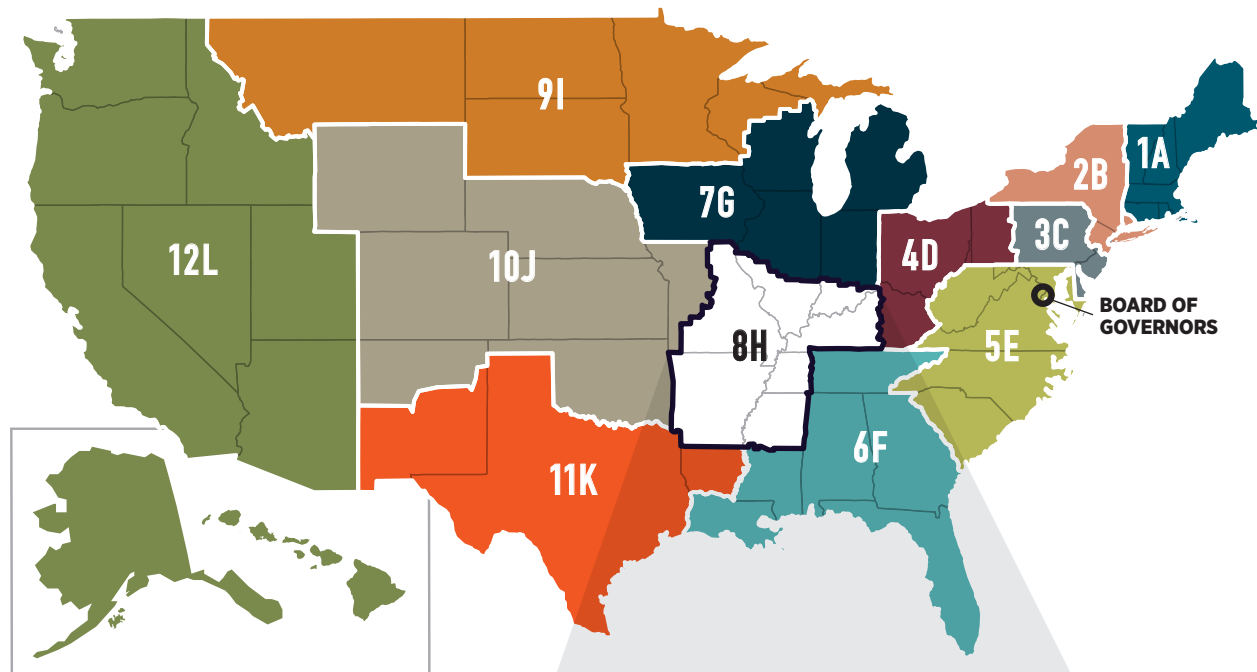 9I
1A
2B
7G
3C
4D
12L
10J
BOARD OF
GOVERNORS
8H
5E
6F
11K